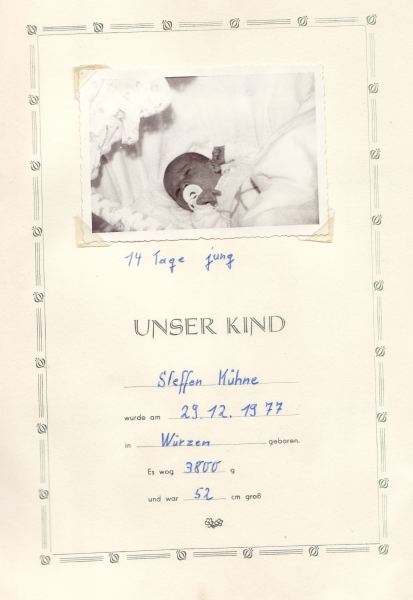 14 Tage jung
UNSER KIND
Steffen Kühne
wurde am 29.12.1977
in Würzen geboren.
Es wog 3800 g
und war 52 cm groß